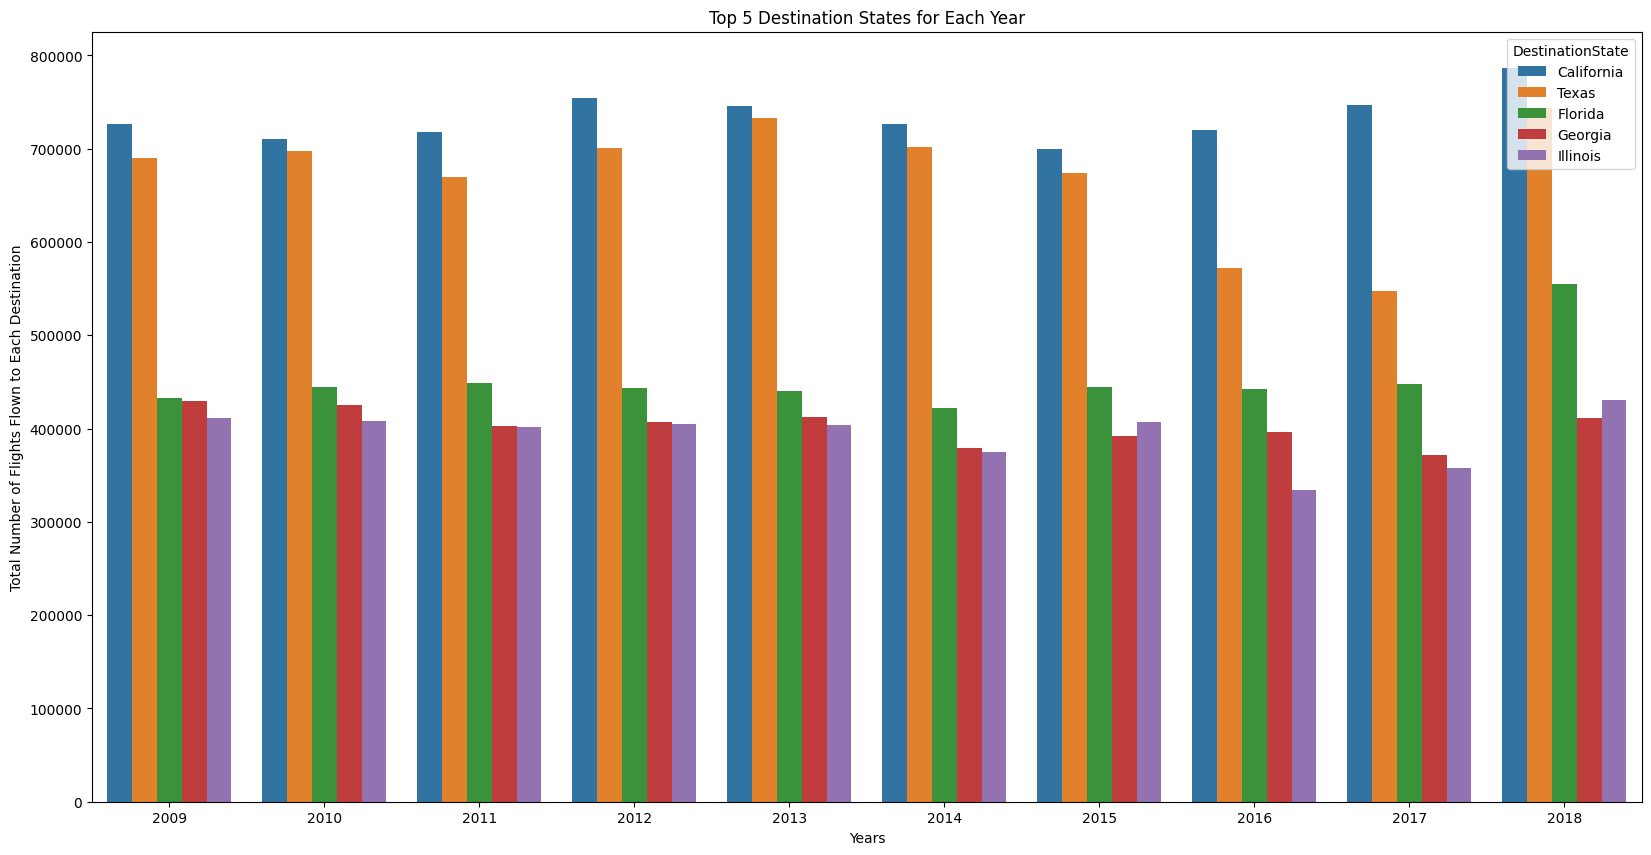 Top 5 Destination States for Each Year
Total Number of Flights Flown to Each Destination
800000
700000
600000
500000
400000
300000
200000
100000
0
DestinationState
California
Texas
Florida
Georgia
Illinois
2009 2010 2011 2012 2013 2014 2015 2016 2017 2018
Years